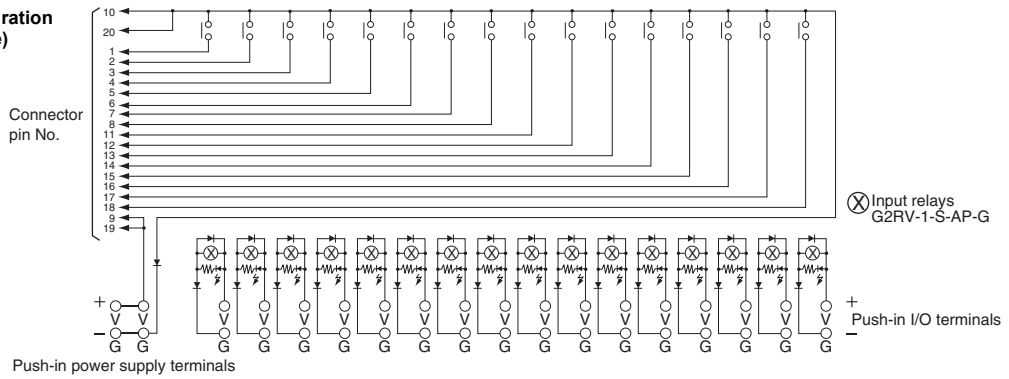 ration
e)
10
20
1
2
3
4
5
6
7
8
11
12
13
14
15
16
17
18
9
19
Connector
pin No.
Input relays
G2RV-1-S-AP-G
+ V V V V V V V V V V V V V V V V V V +
Push-in I/O terminals
– G G G G G G G G G G G G G G G G G G –
Push-in power supply terminals